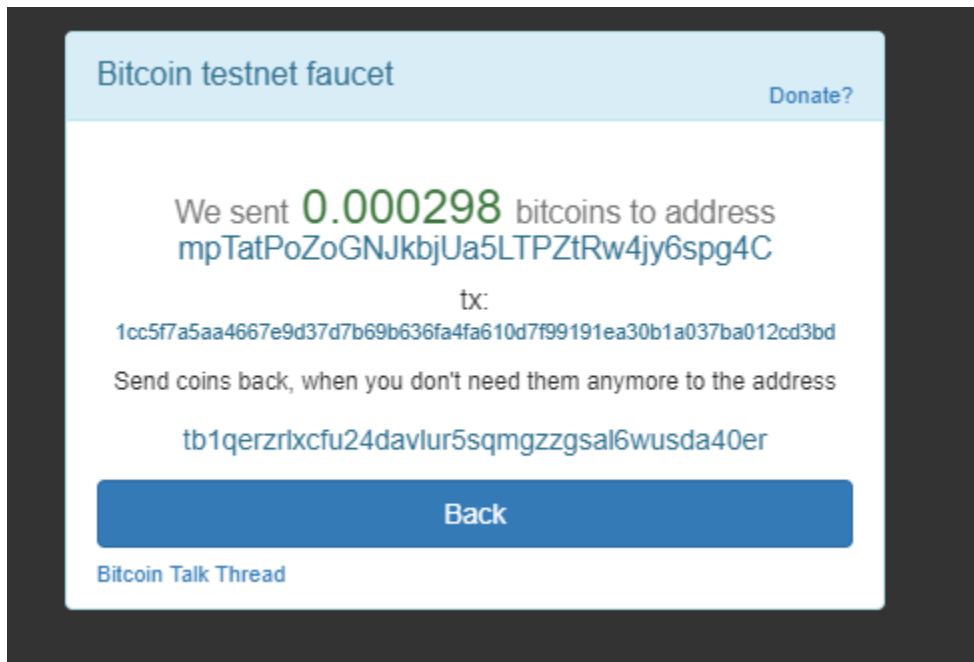 Bitcoin testnet faucet
Donate?
We sent 0.000298 bitcoins to address
mpTatPoZoGNJkbjUa5LTPZtRw4jy6spg4C
tx:
1cc5f7a5aa4667e9d37d7b69b636fa4fa610d7f99191ea30b1a037ba012cd3bd
Send coins back, when you don't need them anymore to the address
tb1qerzrlxcfu24davlur5sqmgzzgsal6wusda40er
Back
Bitcoin Talk Thread